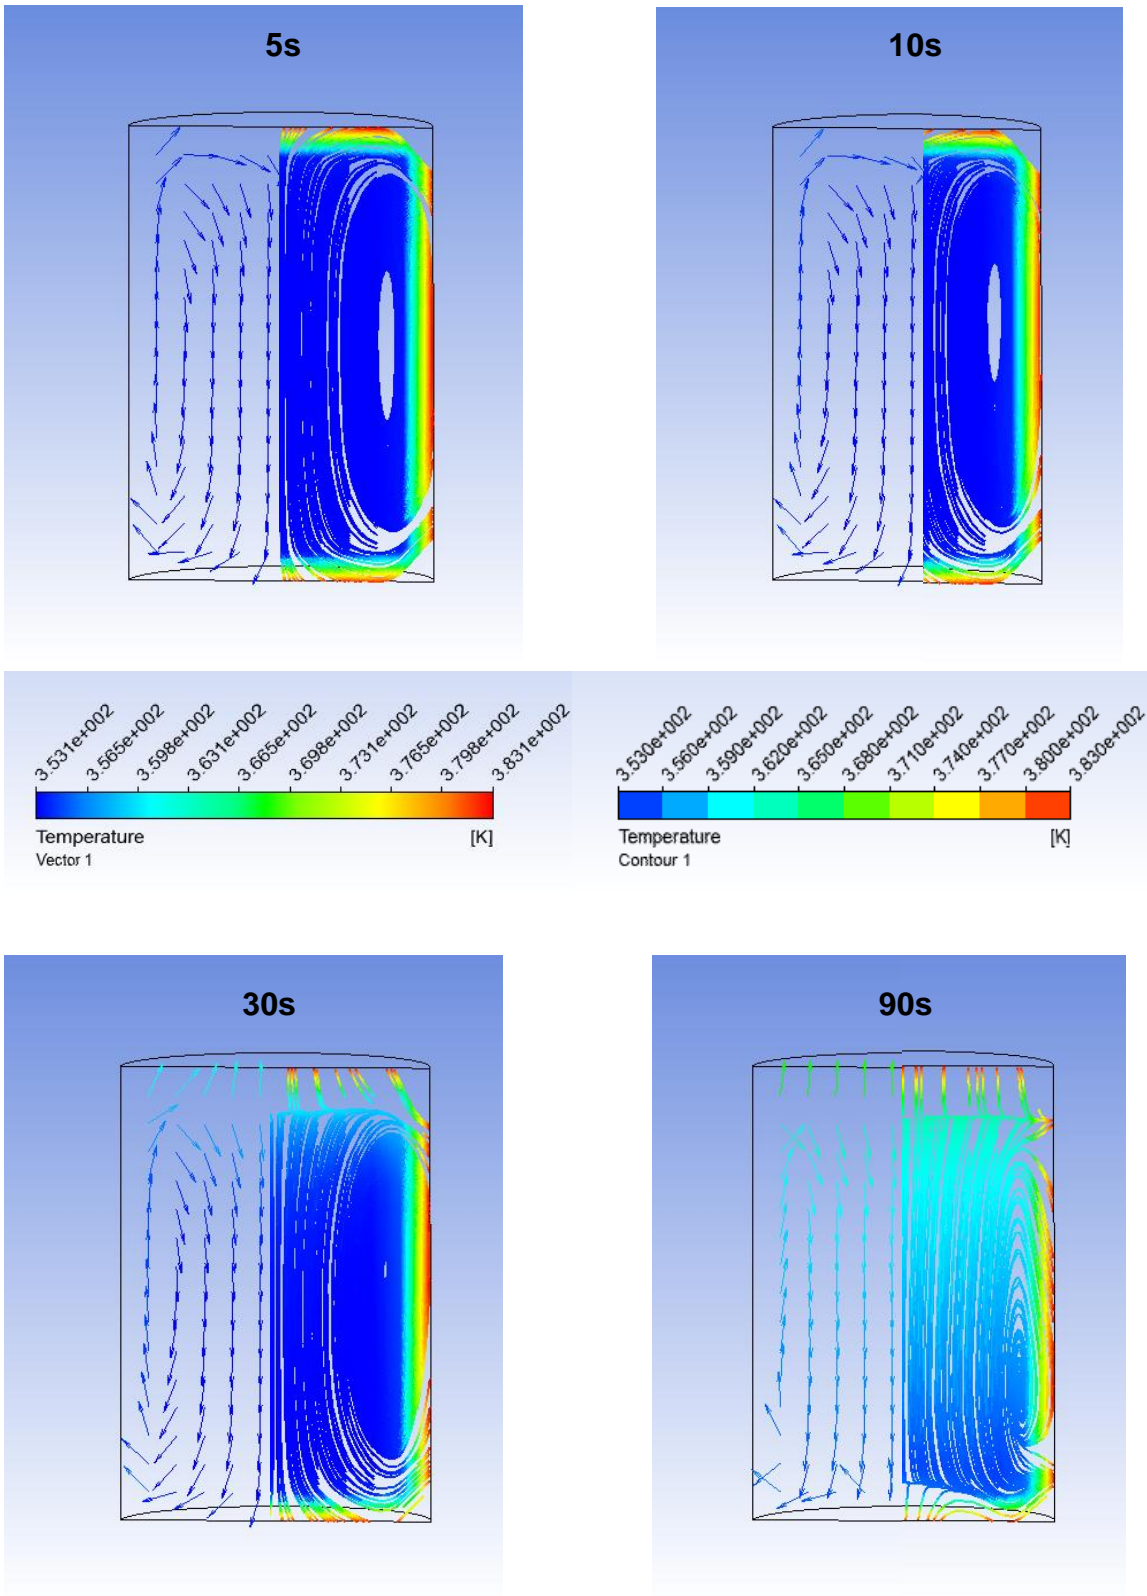 5s
10s
3.531e+002
3.565e+002
3.598e+002
3.631e+002
3.665e+002
3.698e+002
3.731e+002
3.765e+002
3.798e+002
3.831e+002
Temperature [K]
Vector 1
3.530e+002
3.560e+002
3.590e+002
3.620e+002
3.650e+002
3.680e+002
3.710e+002
3.740e+002
3.770e+002
3.800e+002
3.830e+002
Temperature [K]
Contour 1
30s
90s